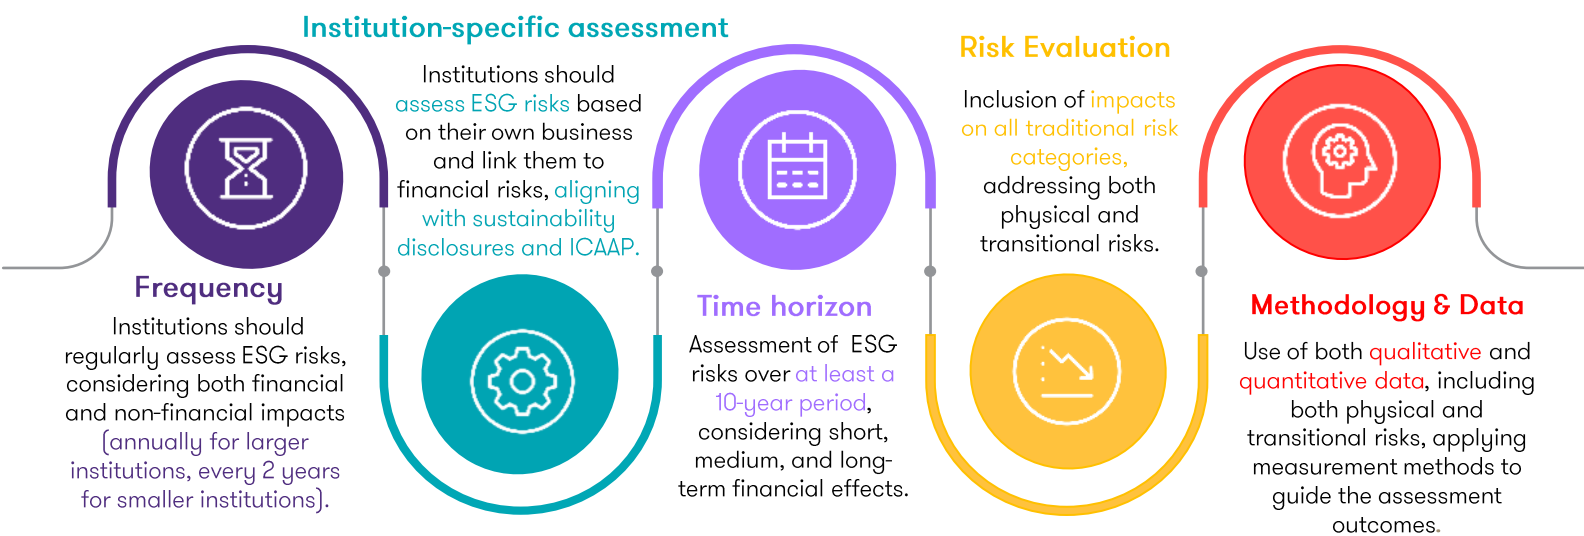 Frequency
Institutions should
regularly assess ESG risks,
considering both financial
and non-financial impacts
(annually for larger
institutions, every 2 years
for smaller institutions).
Institution-specific assessment
Institutions should
assess ESG risks based
on their own business
and link them to
financial risks, aligning
with sustainability
disclosures and ICAAP.
Time horizon
Assessment of ESG
risks over at least a
10-year period,
considering short,
medium, and long-
term financial effects.
Risk Evaluation
Inclusion of impacts
on all traditional risk
categories,
addressing both
physical and
transitional risks.
Methodology & Data
Use of both qualitative and
quantitative data, including
both physical and
transitional risks, applying
measurement methods to
guide the assessment
outcomes.